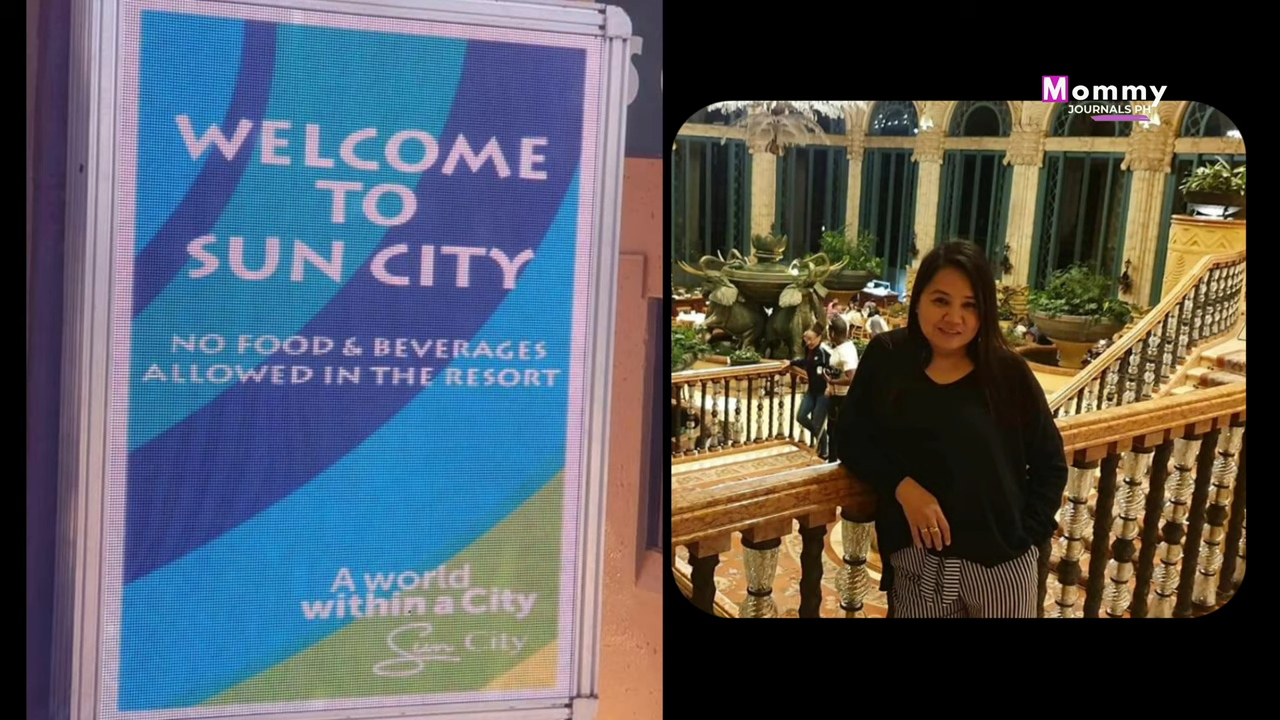 WELCOME
TO
SUN CITY
NO FOOD & BEVERAGES
ALLOWED IN THE RESORT
A world
within a City
Sun City
Mommy
JOURNALS PH